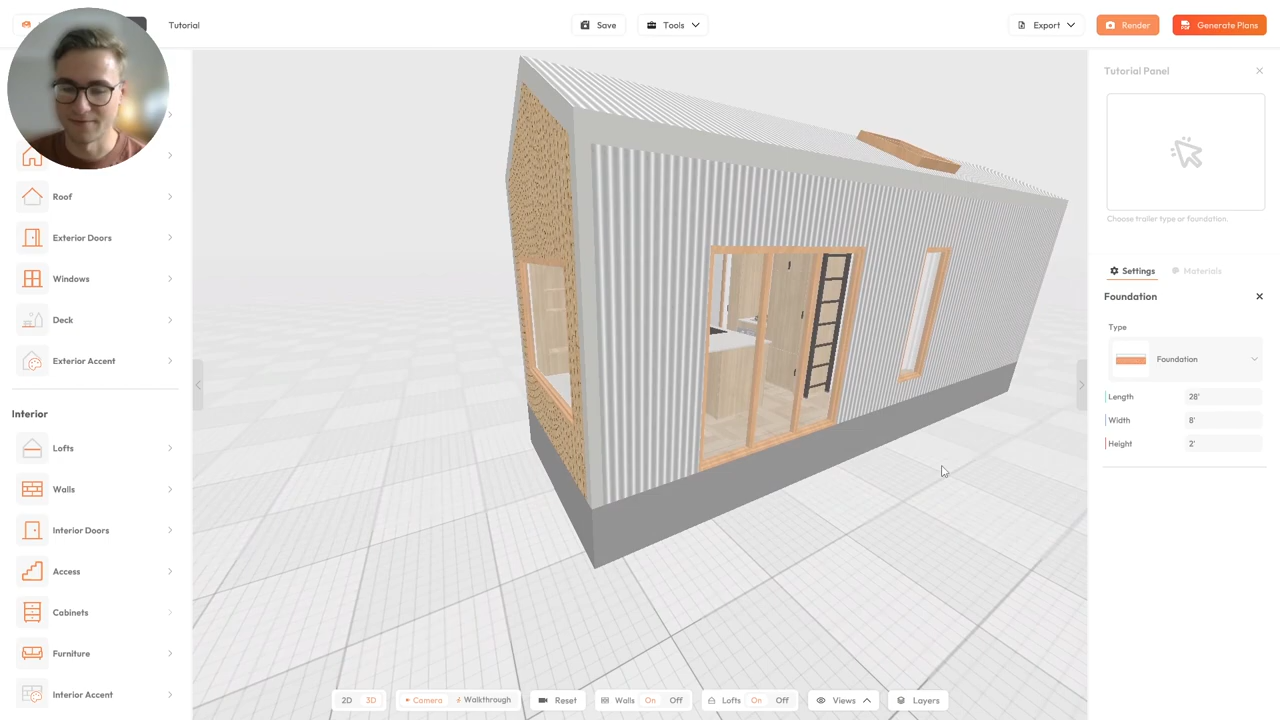 Tutorial
Save
Tools
Export
Render
Generate Plans
Roof
Exterior Doors
Windows
Deck
Exterior Accent
Interior
Lofts
Walls
Interior Doors
Access
Cabinets
Furniture
Interior Accent
Tutorial Panel
Choose trailer type or foundation.
Settings
Materials
Foundation
Type
Foundation
Length 28'
Width 8'
Height 2'
2D 3D
Camera Walkthrough
Reset
Walls On Off
Lofts On Off
Views
Layers